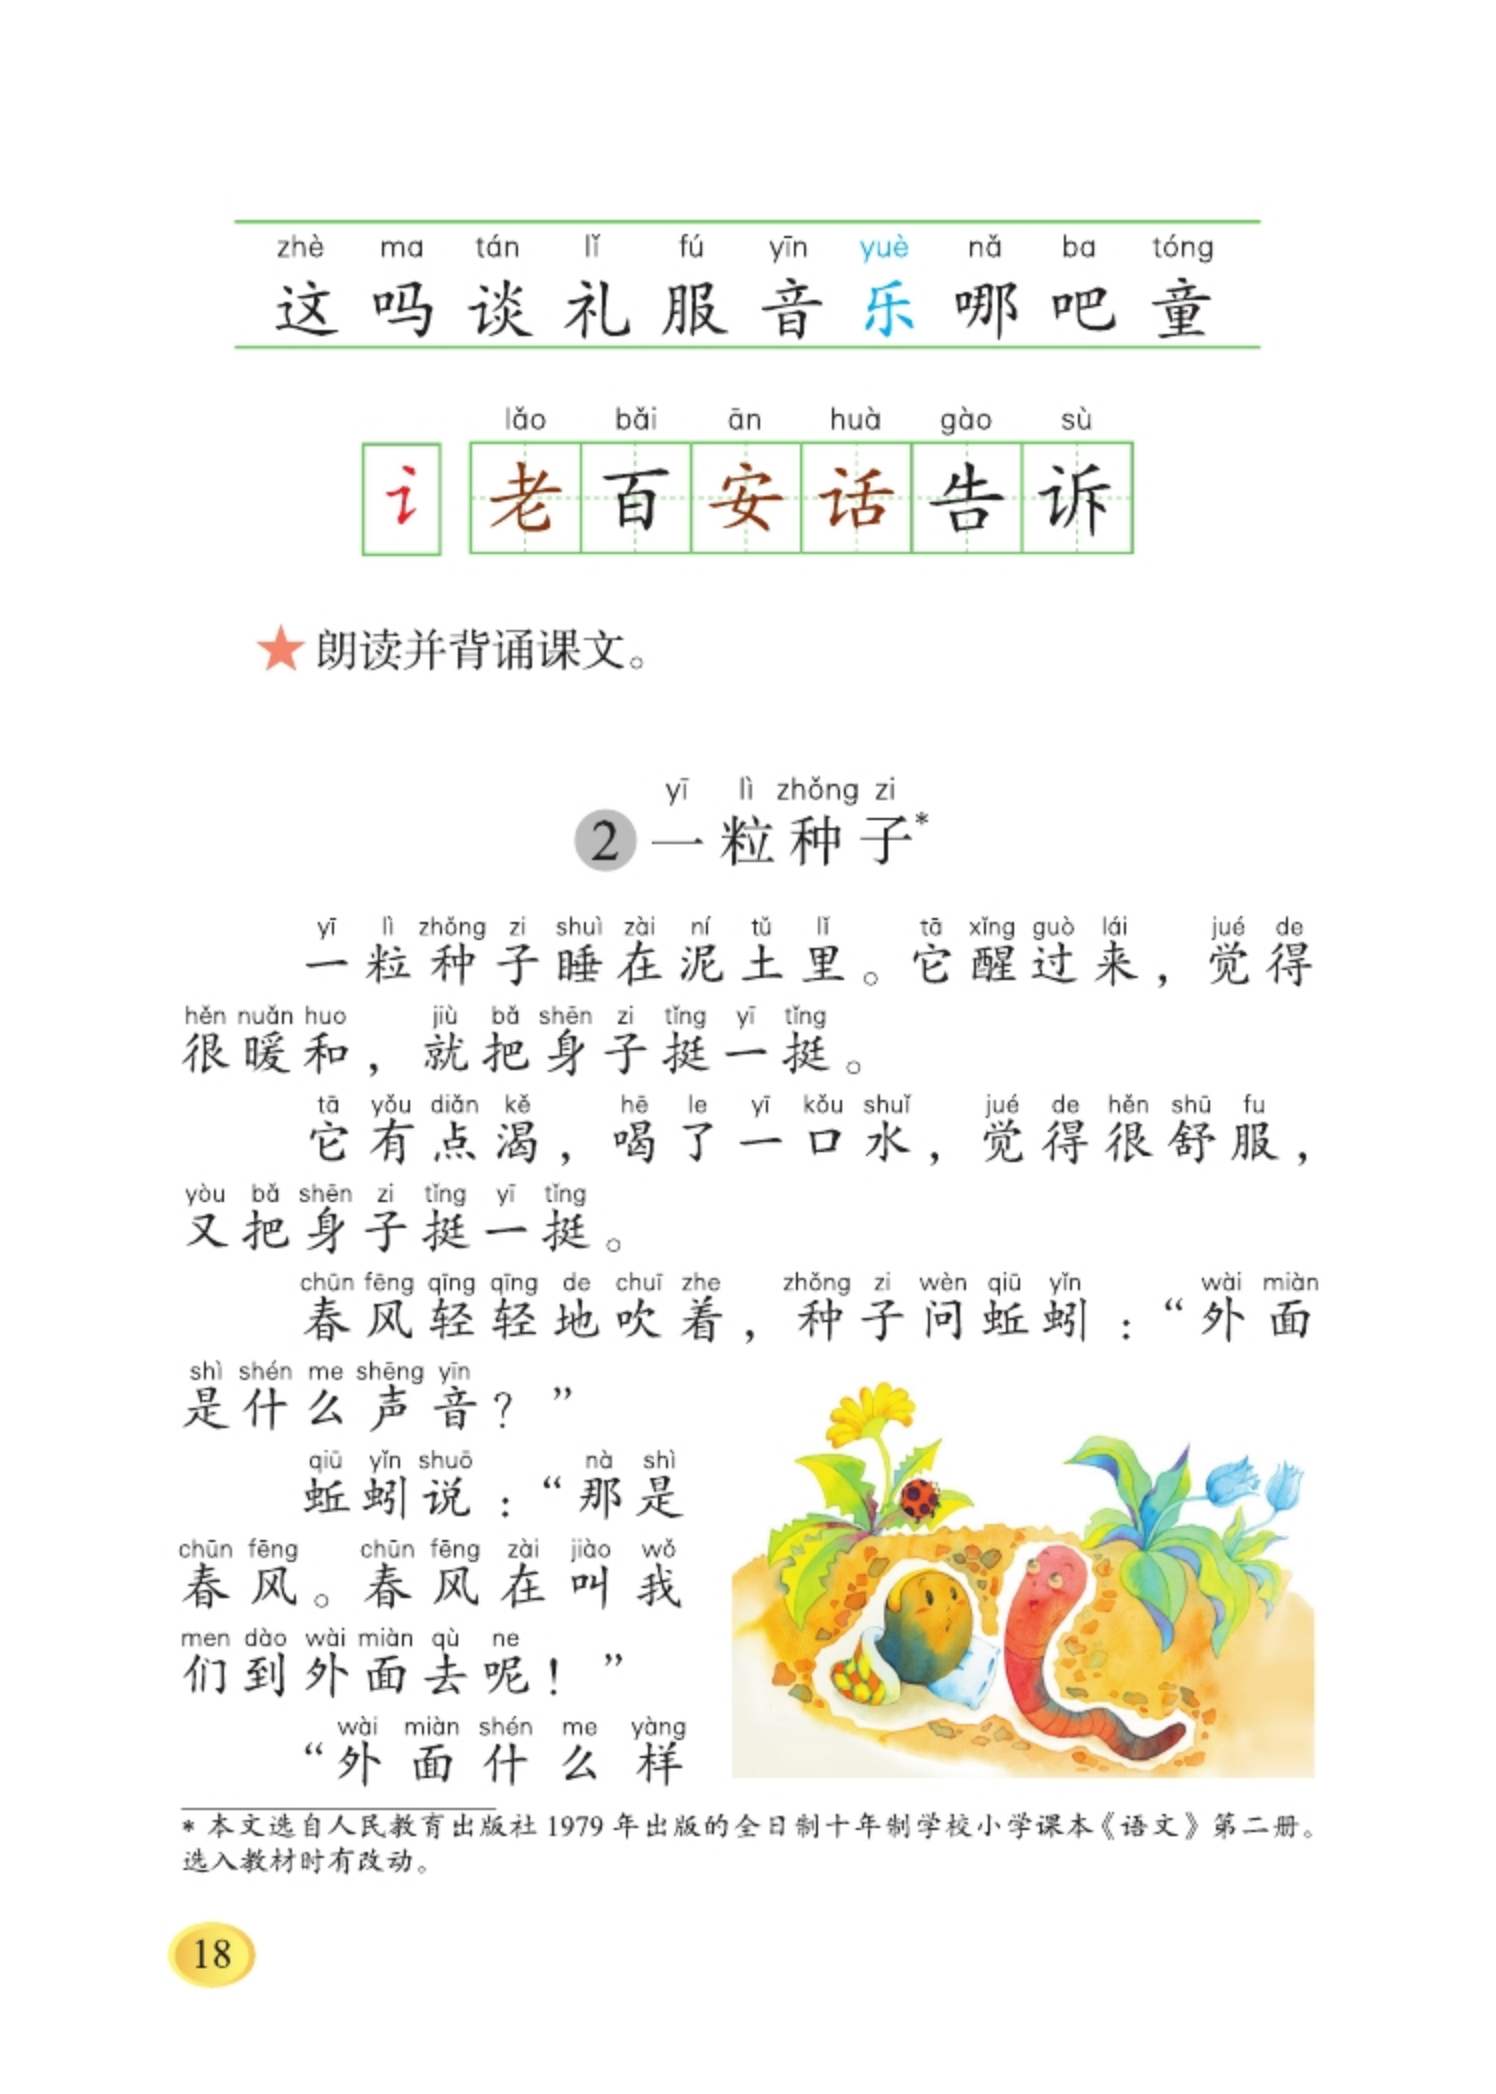 zhè ma tán lǐ fú yīn yuè nǎ ba tóng
这 吗 谈 礼 服 音 乐 哪 吧 童
lǎo bǎi ān huà gào sù
讠 老 百 安 话 告 诉
★ 朗读并背诵课文。
yī lì zhǒng zi
2 一粒种子*
yī lì zhǒng zi shuì zài ní tǔ lǐ tā xǐng guò lái jué de
一粒种子睡在泥土里。它醒过来，觉得
hěn nuǎn huo jiù bǎ shēn zi tǐng yī tǐng
很暖和，就把身子挺一挺。
tā yǒu diǎn kě hē le yī kǒu shuǐ jué de hěn shū fu
它有点渴，喝了一口水，觉得很舒服，
yòu bǎ shēn zi tǐng yī tǐng
又把身子挺一挺。
chūn fēng qīng qīng de chuī zhe zhǒng zi wèn qiū yǐn wài miàn
春风轻轻地吹着，种子问蚯蚓：“外面
shì shén me shēng yīn
是什么声音？”
qiū yǐn shuō nà shì
蚯蚓说：“那是
chūn fēng chūn fēng zài jiào wǒ
春风。春风在叫我
men dào wài miàn qù ne
们到外面去呢！”
wài miàn shén me yàng
“外面什么样
* 本文选自人民教育出版社 1979 年出版的全日制十年制学校小学课本《语文》第二册。
选入教材时有改动。
18